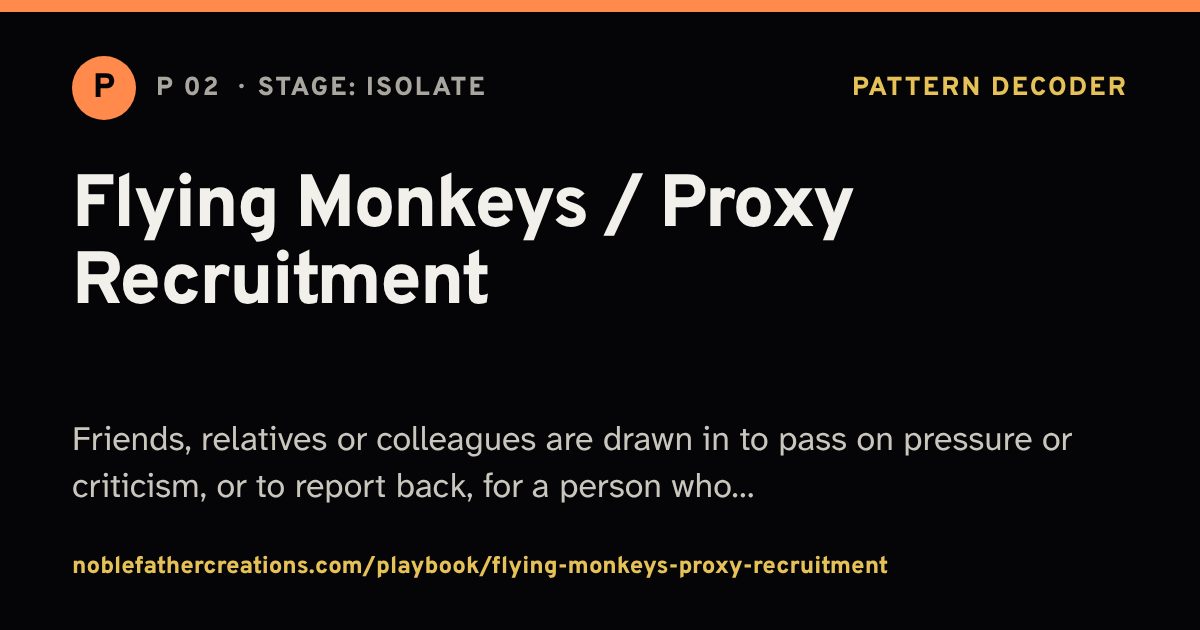 P
P 02 · STAGE: ISOLATE
PATTERN DECODER
Flying Monkeys / Proxy
Recruitment
Friends, relatives or colleagues are drawn in to pass on pressure or
criticism, or to report back, for a person who...
noblefathercreations.com/playbook/flying-monkeys-proxy-recruitment